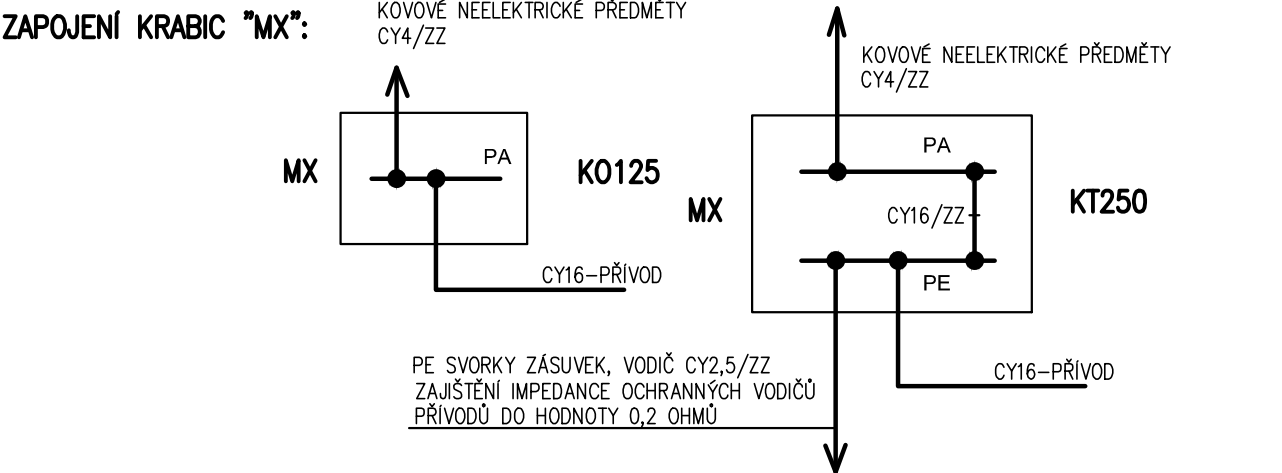 ZAPOJENÍ KRABIC "MX":
KOVOVÉ NEELEKTRICKÉ PŘEDMĚTY
CY4/ZZ
MX
PA
KO125
CY16-PŘÍVOD
KOVOVÉ NEELEKTRICKÉ PŘEDMĚTY
CY4/ZZ
MX
PA
CY16/ZZ
PE
KT250
CY16-PŘÍVOD
PE SVORKY ZÁSUVEK, VODIČ CY2,5/ZZ
ZAJIŠTĚNÍ IMPEDANCE OCHRANNÝCH VODIČŮ
PŘÍVODŮ DO HODNOTY 0,2 OHMŮ